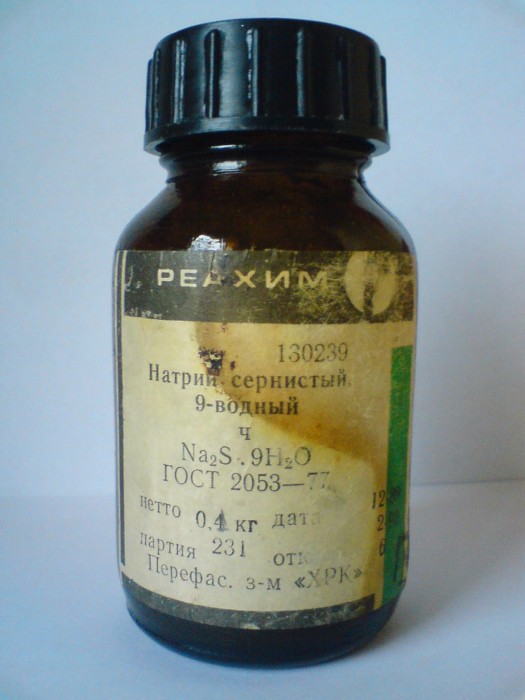 РЕАХИМ
130239
Натрий сернистый
9-водный
ч
Na₂S · 9H₂O
ГОСТ 2053—77
нетто 0,4 кг дата
партия 231
Перефас. з-м «ХРК»